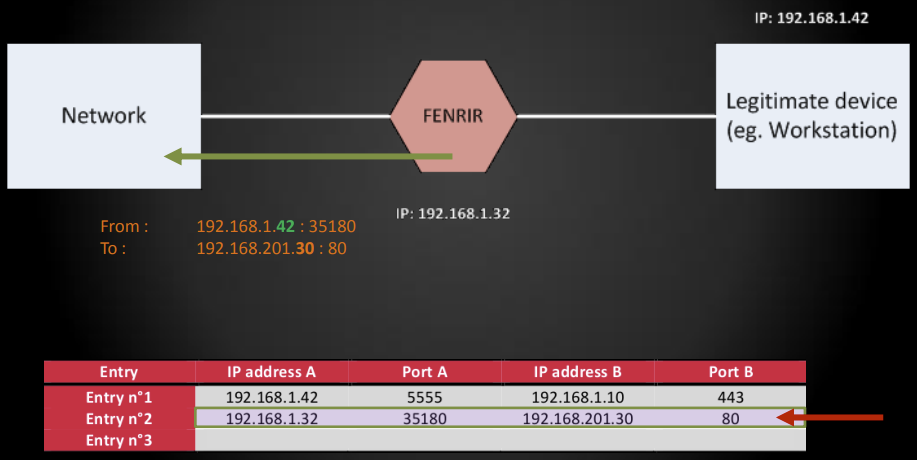 IP: 192.168.1.42
Network
FENRIR
Legitimate device
(eg. Workstation)
IP: 192.168.1.32
From : 192.168.1.42 : 35180
To : 192.168.201.30 : 80
Entry IP address A Port A IP address B Port B
Entry n°1 192.168.1.42 5555 192.168.1.10 443
Entry n°2 192.168.1.32 35180 192.168.201.30 80
Entry n°3